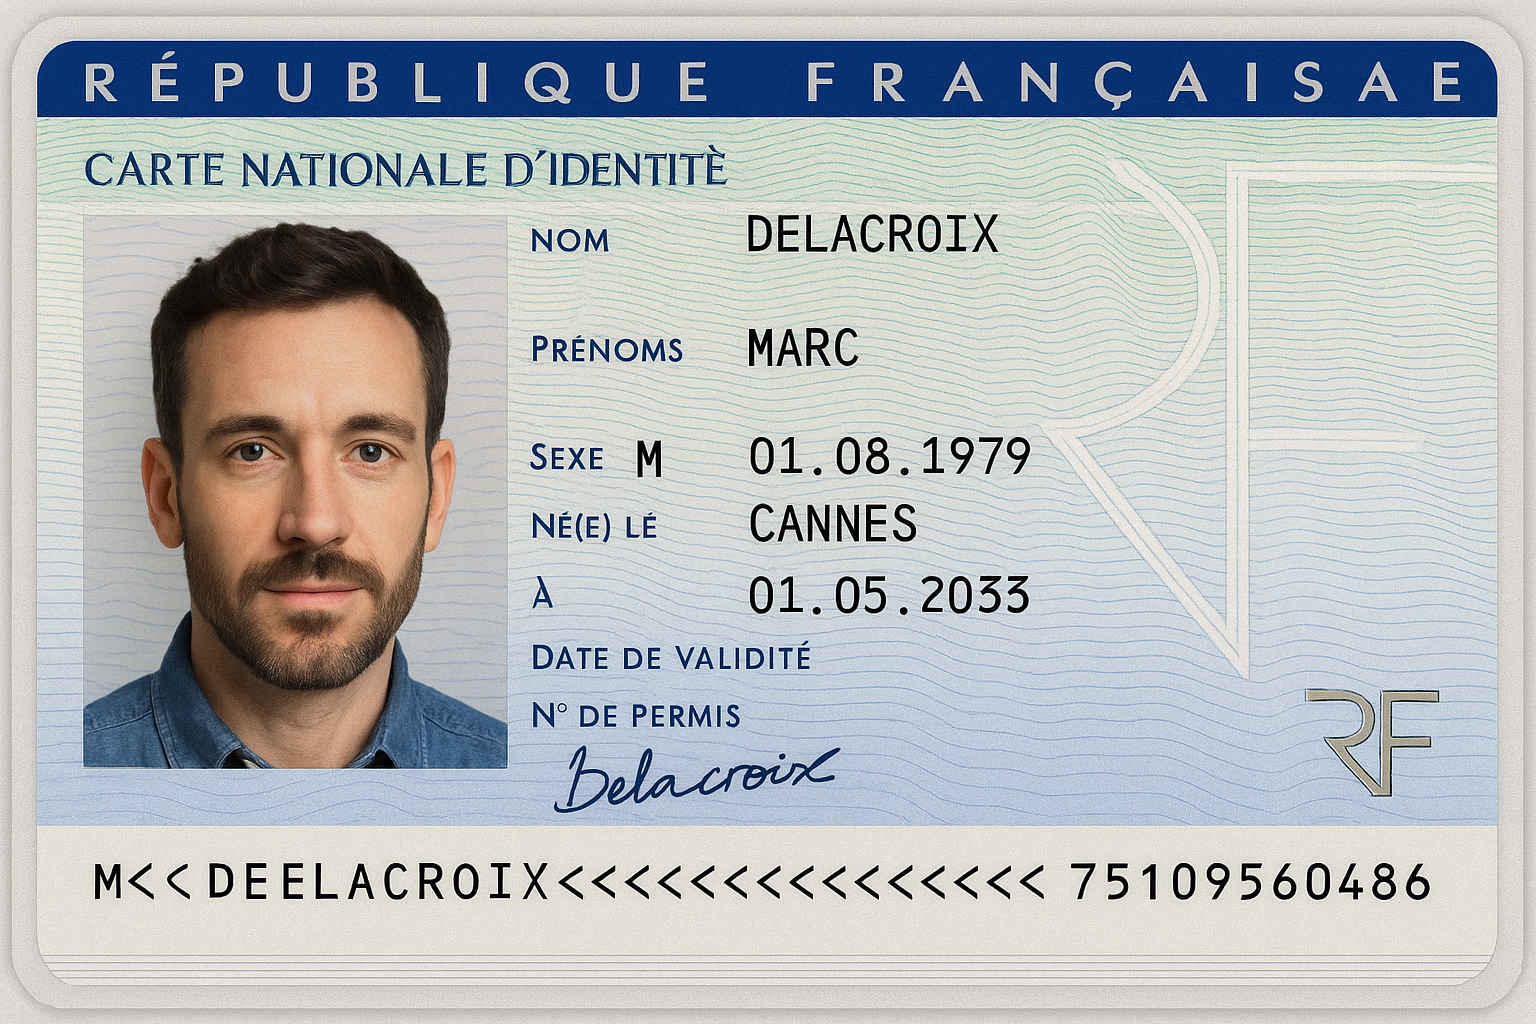 RÉPUBLIQUE FRANÇAISAE
CARTE NATIONALE D'IDENTITÈ
NOM DELACROIX
PRÉNOMS MARC
SEXE M 01.08.1979
NÉ(E) LÉ CANNES
À 01.05.2033
DATE DE VALIDITÉ
N° DE PERMIS
Delacroix
RF
M<<DEELACROIX<<<<<<<<<<<<<<< 75109560486